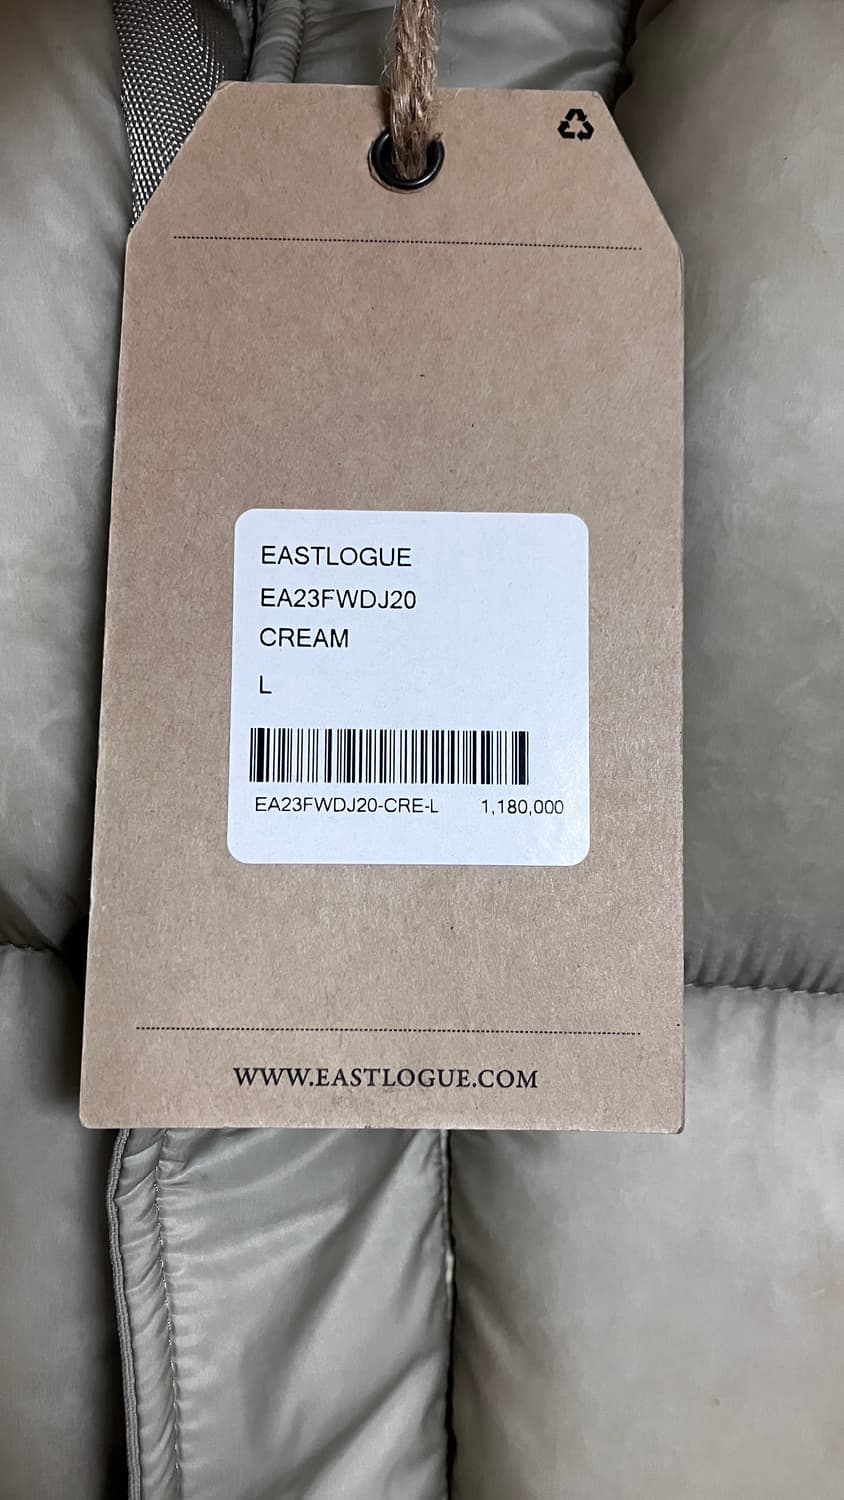 EASTLOGUE
EA23FWDJ20
CREAM
L
EA23FWDJ20-CRE-L 1,180,000
WWW.EASTLOGUE.COM